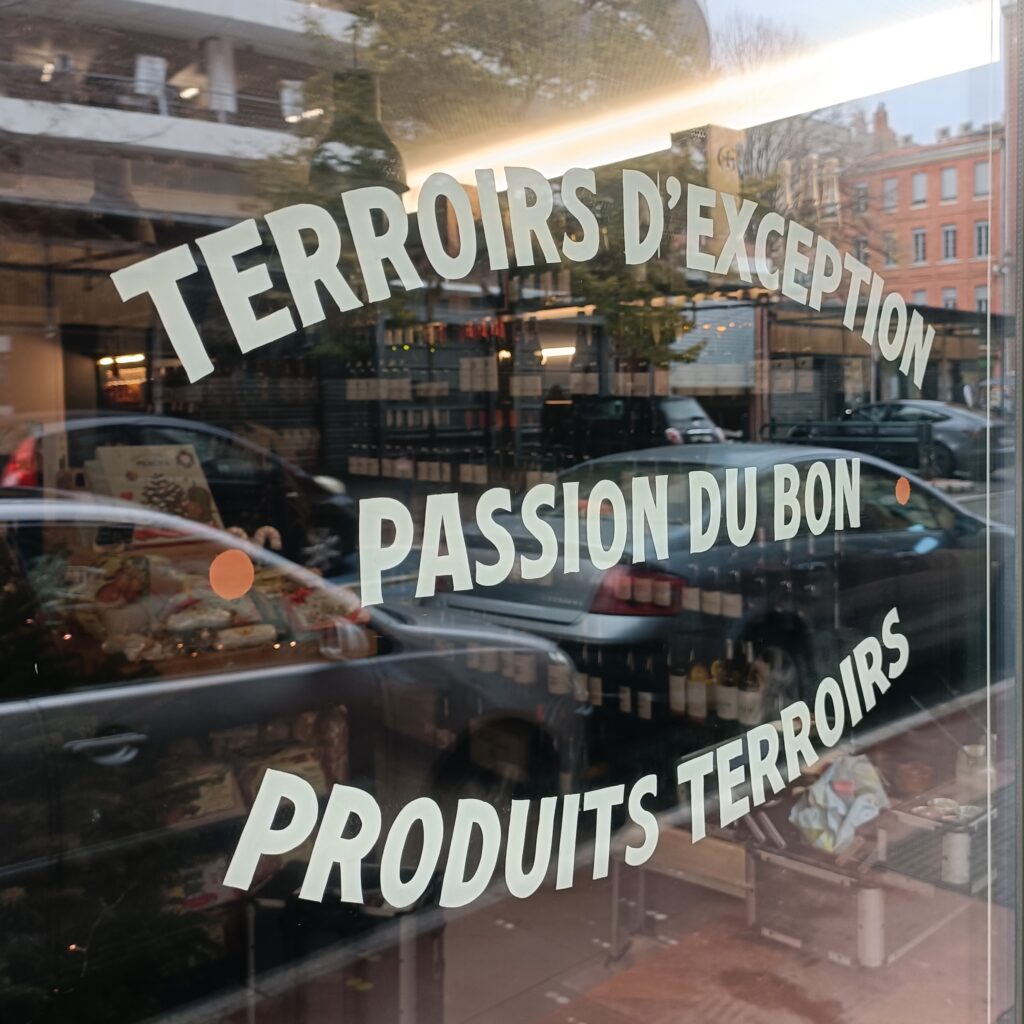 TERROIRS D'EXCEPTION
PASSION DU BON
PRODUITS TERROIRS